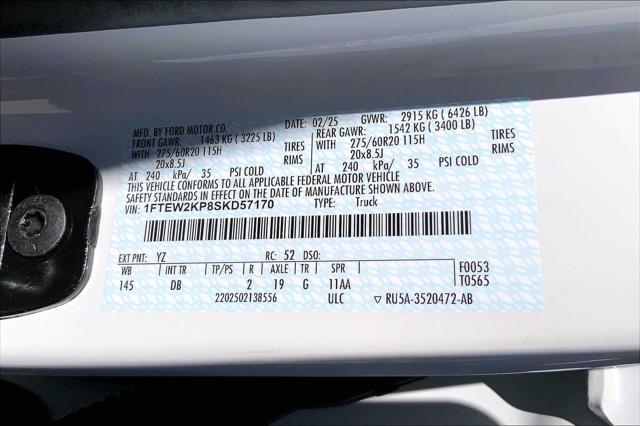 MFD. BY FORD MOTOR CO. DATE: 02/25 GVWR: 2915 KG ( 6426 LB)
FRONT GAWR: 1463 KG ( 3225 LB) REAR GAWR: 1542 KG ( 3400 LB)
WITH 275/60R20 115H TIRES WITH 275/60R20 115H TIRES
20x8.5J RIMS 20x8.5J RIMS
AT 240 kPa/ 35 PSI COLD AT 240 kPa/ 35 PSI COLD
THIS VEHICLE CONFORMS TO ALL APPLICABLE FEDERAL MOTOR VEHICLE
SAFETY STANDARDS IN EFFECT ON THE DATE OF MANUFACTURE SHOWN ABOVE.
VIN: 1FTEW2KP8SKD57170 TYPE: Truck
EXT PNT: YZ RC: 52 DSO:
WB INT TR TP/PS R AXLE TR SPR F0053
145 DB 2 19 G 11AA T0565
2202502138556 ULC ▽ RU5A-3520472-AB